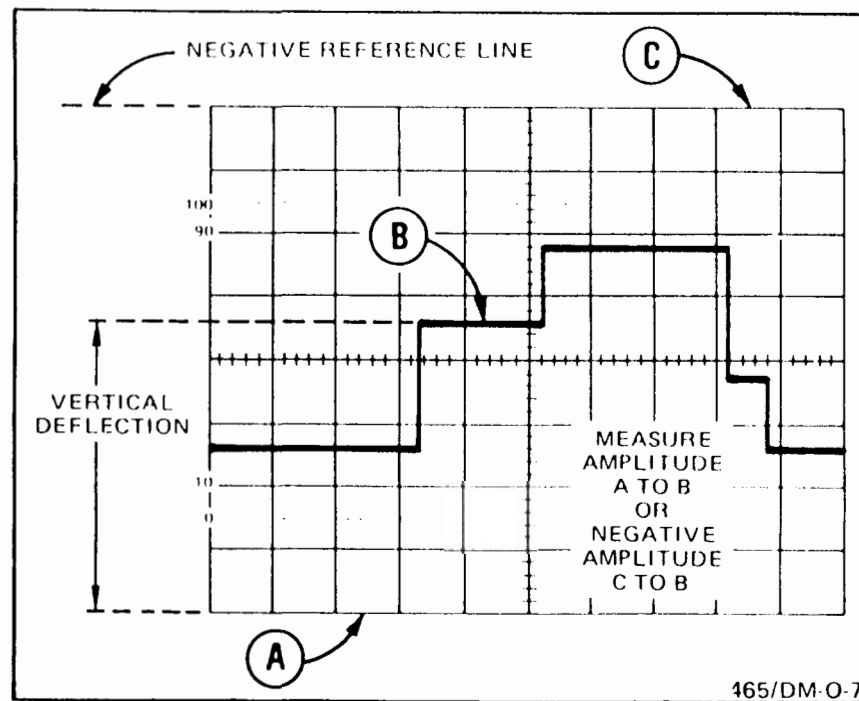 NEGATIVE REFERENCE LINE
C
100
90
B
VERTICAL
DEFLECTION
MEASURE
AMPLITUDE
A TO B
OR
NEGATIVE
AMPLITUDE
C TO B
10
0
A
465/DM-O-7